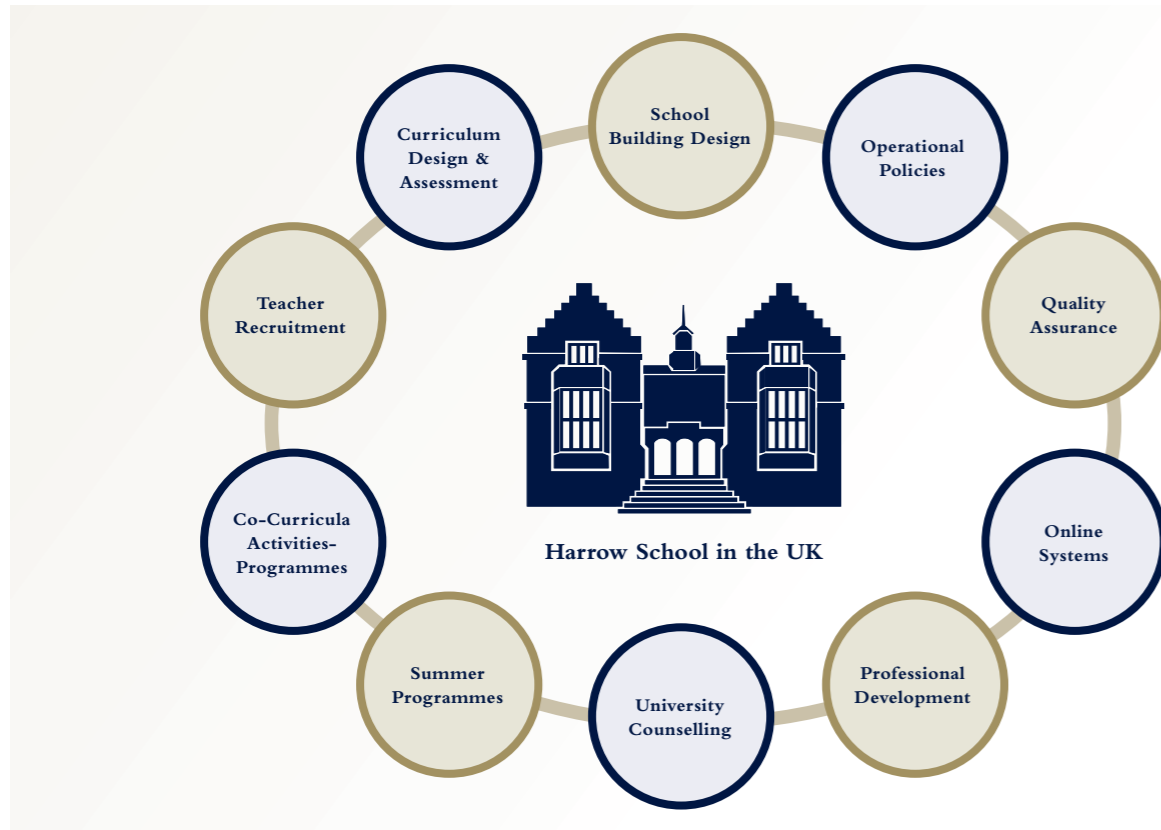 School
Building Design
Operational
Policies
Quality
Assurance
Online
Systems
Professional
Development
University
Counselling
Summer
Programmes
Co-Curricula
Activities-
Programmes
Teacher
Recruitment
Curriculum
Design &
Assessment
Harrow School in the UK